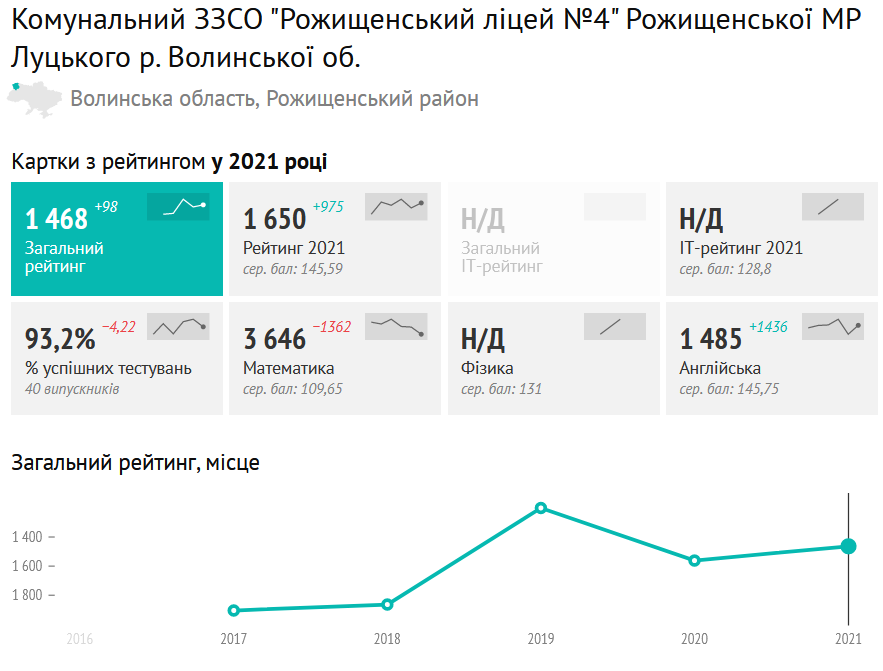 Комунальний ЗЗСО "Рожищенський ліцей №4" Рожищенської МР
Луцького р. Волинської об.
Волинська область, Рожищенський район
Картки з рейтингом у 2021 році
1 468 +98
Загальний
рейтинг
1 650 +975
Рейтинг 2021
сер. бал: 145,59
Н/Д
Загальний
ІТ-рейтинг
Н/Д
ІТ-рейтинг 2021
сер. бал: 128,8
93,2% −4,22
% успішних тестувань
40 випускників
3 646 −1362
Математика
сер. бал: 109,65
Н/Д
Фізика
сер. бал: 131
1 485 +1436
Англійська
сер. бал: 145,75
Загальний рейтинг, місце
1 400
1 600
1 800
2016 2017 2018 2019 2020 2021